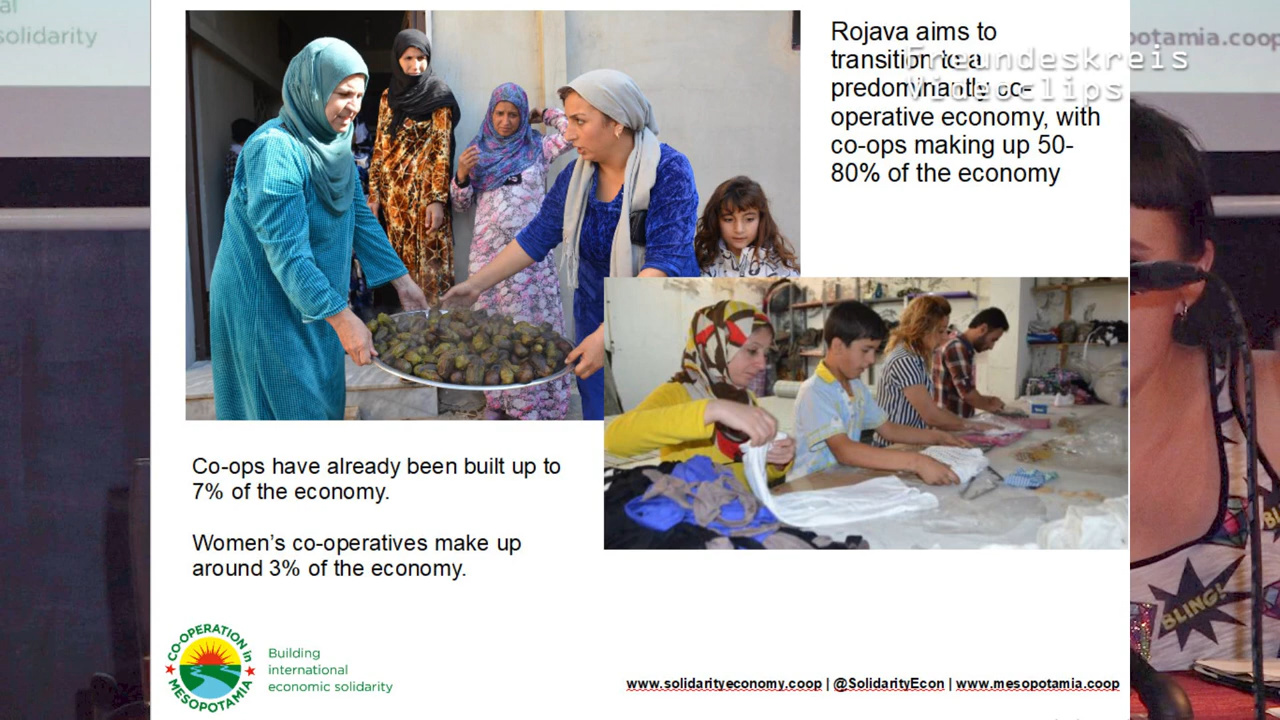 al
solidarity
Rojava aims to
transition to a
predominantly co-
operative economy, with
co-ops making up 50-
80% of the economy
Freundeskreis
Videoclips
potamia.coop
Co-ops have already been built up to
7% of the economy.
Women’s co-operatives make up
around 3% of the economy.
CO-OPERATION in
MESOPOTAMIA
Building
international
economic solidarity
www.solidarityeconomy.coop | @SolidarityEcon | www.mesopotamia.coop
BLING!